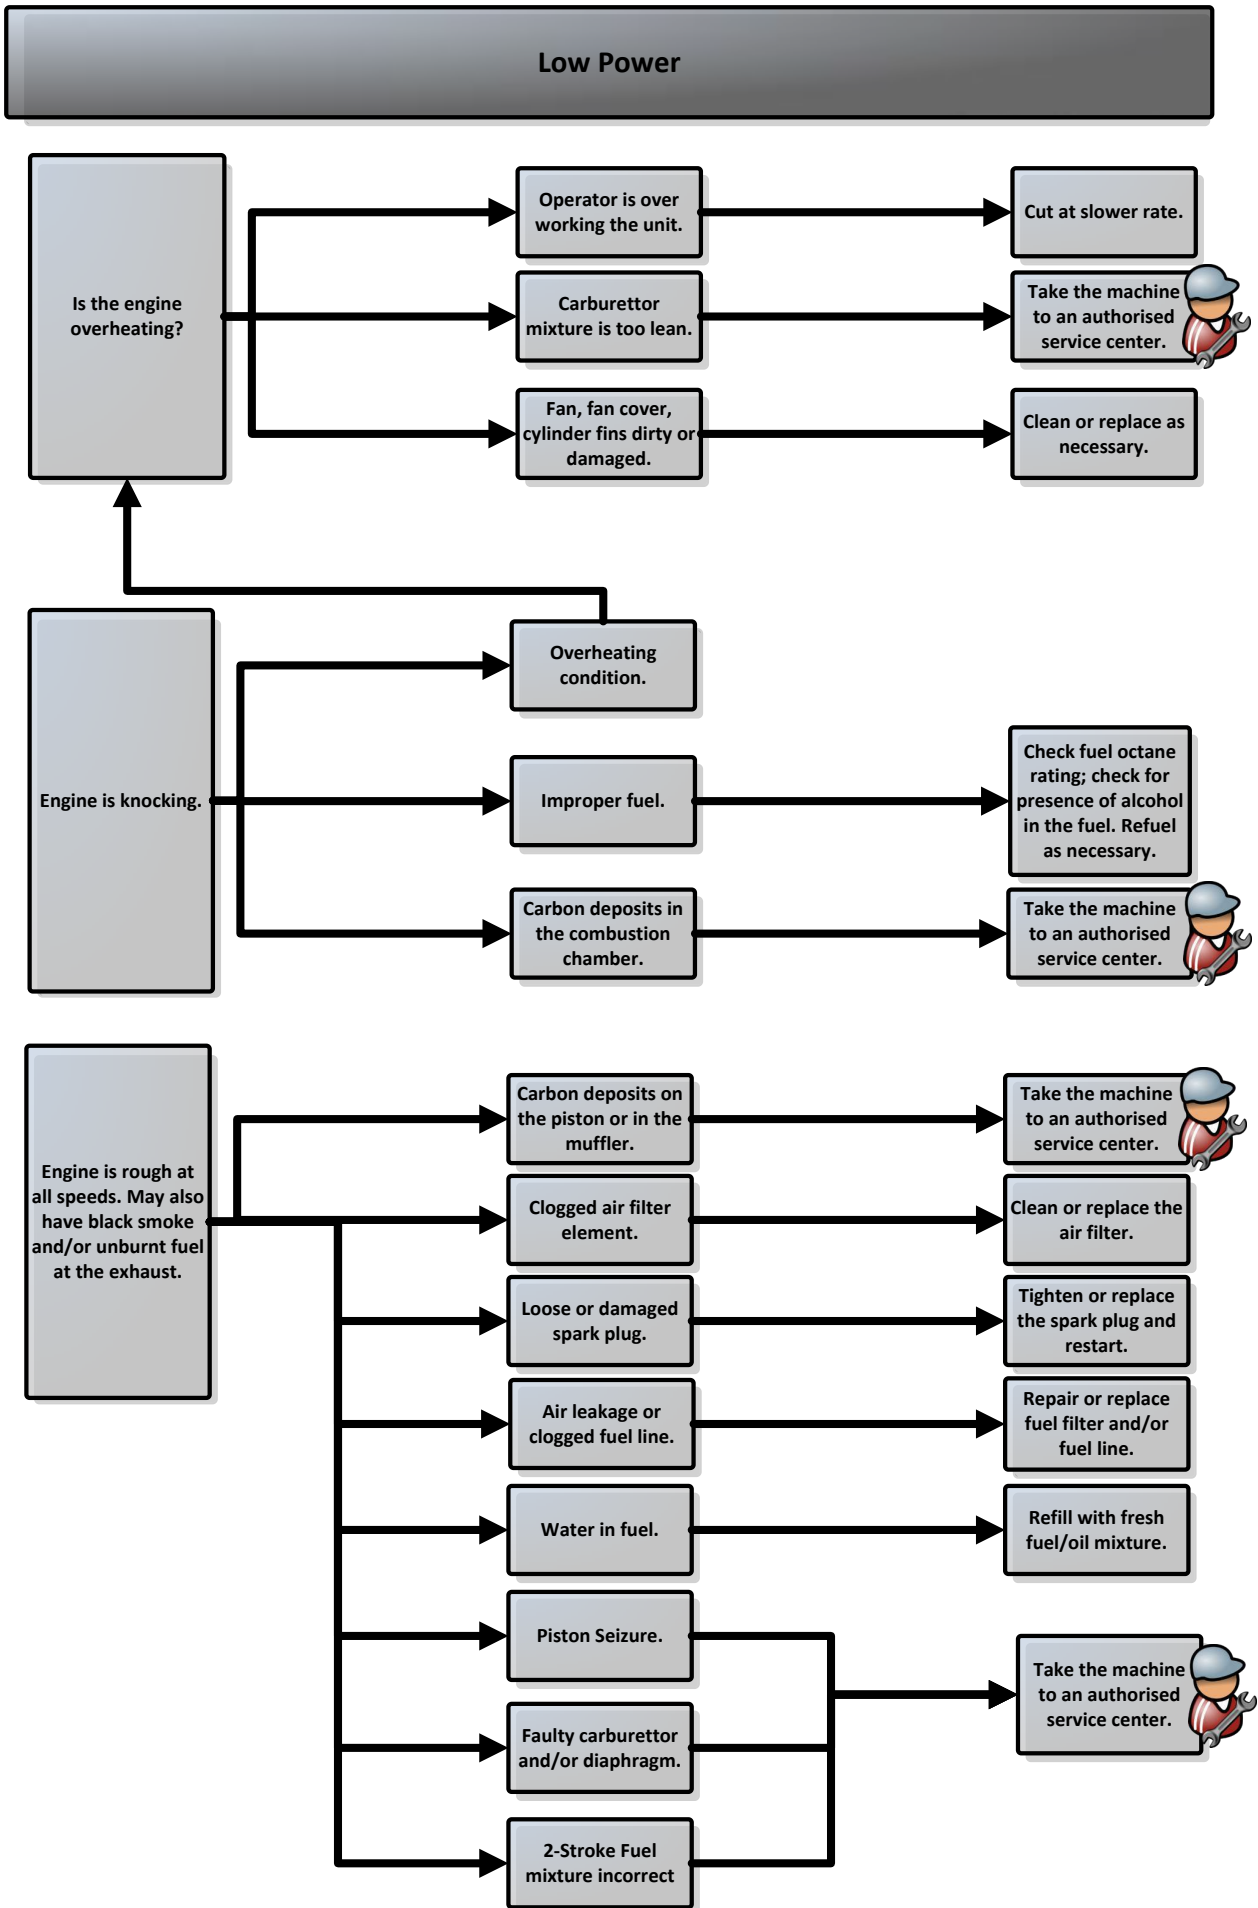 Low Power
Is the engine
overheating?
Operator is over
working the unit.
Cut at slower rate.
Carburettor
mixture is too lean.
Take the machine
to an authorised
service center.
Fan, fan cover,
cylinder fins dirty or
damaged.
Clean or replace as
necessary.
Engine is knocking.
Overheating
condition.
Improper fuel.
Check fuel octane
rating; check for
presence of alcohol
in the fuel. Refuel
as necessary.
Carbon deposits in
the combustion
chamber.
Take the machine
to an authorised
service center.
Engine is rough at
all speeds. May also
have black smoke
and/or unburnt fuel
at the exhaust.
Carbon deposits on
the piston or in the
muffler.
Take the machine
to an authorised
service center.
Clogged air filter
element.
Clean or replace the
air filter.
Loose or damaged
spark plug.
Tighten or replace
the spark plug and
restart.
Air leakage or
clogged fuel line.
Repair or replace
fuel filter and/or
fuel line.
Water in fuel.
Refill with fresh
fuel/oil mixture.
Piston Seizure.
Faulty carburettor
and/or diaphragm.
2-Stroke Fuel
mixture incorrect
Take the machine
to an authorised
service center.